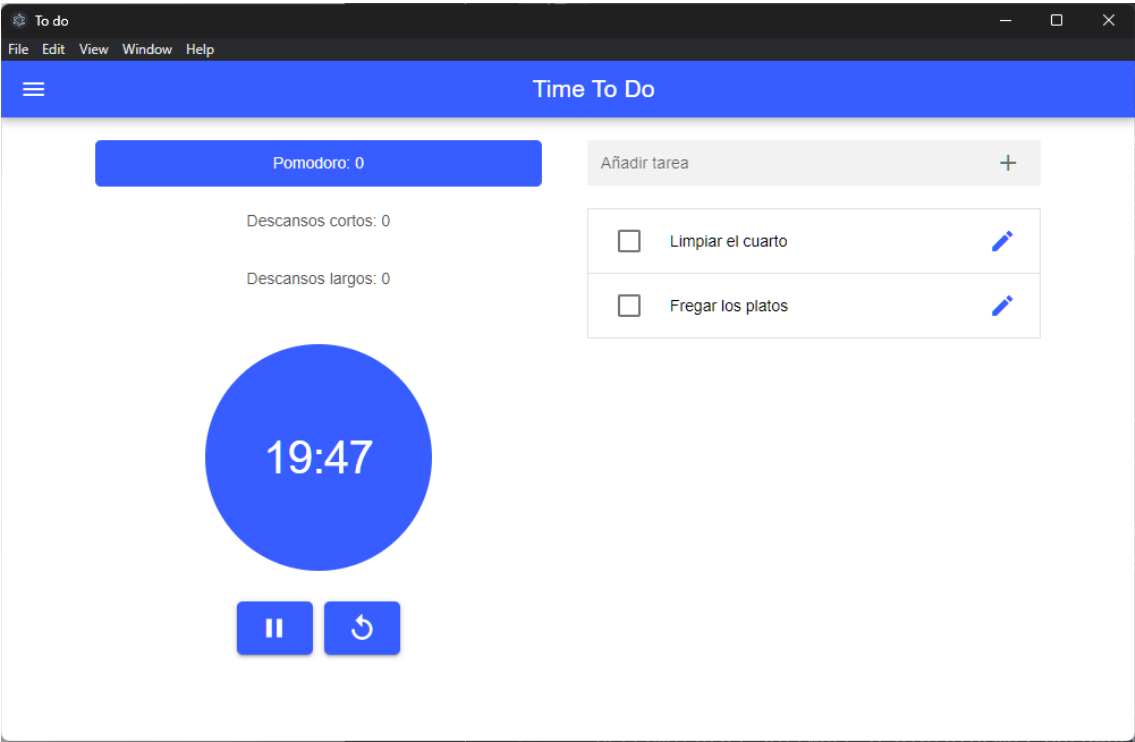 To do
File Edit View Window Help
Time To Do
Pomodoro: 0
Descansos cortos: 0
Descansos largos: 0
19:47
Añadir tarea
Limpiar el cuarto
Fregar los platos